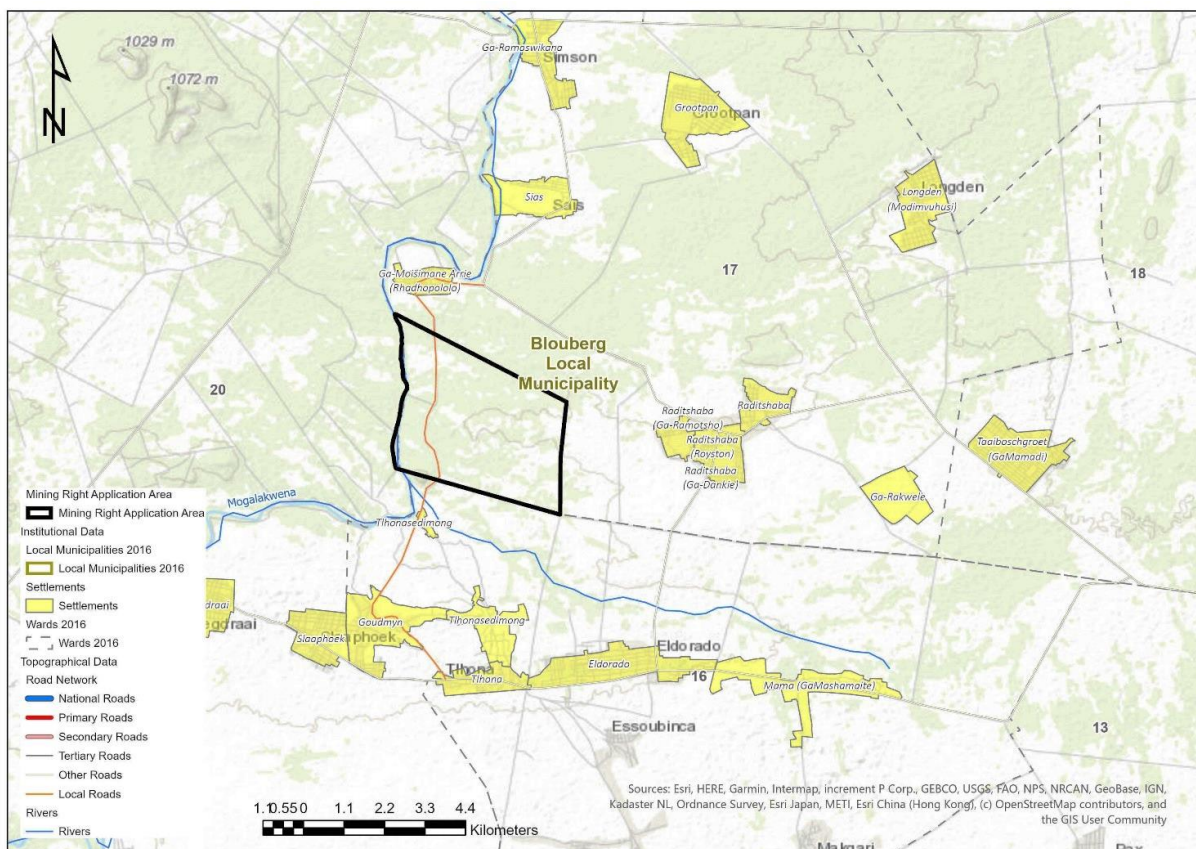 1029 m
1072 m
N
Ga-Ramaswikana
Simson
Grootpan
Grootpan
Longden
Longden
(Modimvuhusi)
Sias
Sais
17
18
Ga-Moišimane Arrie
(Rhadhopololo)
Blouberg
Local
Municipality
20
Raditshaba
Raditshaba
(Ga-Ramotsho)
Raditshaba
(Royston)
Raditshaba
(Ga-Dankie)
Taaiboschgroet
(GaMamadi)
Ga-Rakwele
Mogalakwena
Tlhonasedimong
Mining Right Application Area
Mining Right Application Area
Institutional Data
Local Municipalities 2016
Local Municipalities 2016
Settlements
Settlements
Wards 2016
Wards 2016
Topographical Data
Road Network
National Roads
Primary Roads
Secondary Roads
Tertiary Roads
Other Roads
Local Roads
Rivers
Rivers
draai
egdraai
Slaaphoek
Slaaphoek
Goudmyn
Tlhonasedimong
Tlhona
Tlhona
Eldorado
Eldorado
16
Mama (GaMashamaite)
Essoubinca
13
1.1 0.55 0 1.1 2.2 3.3 4.4
Kilometers
Sources: Esri, HERE, Garmin, Intermap, increment P Corp., GEBCO, USGS, FAO, NPS, NRCAN, GeoBase, IGN,
Kadaster NL, Ordnance Survey, Esri Japan, METI, Esri China (Hong Kong), (c) OpenStreetMap contributors, and
the GIS User Community
Makgari
Pax